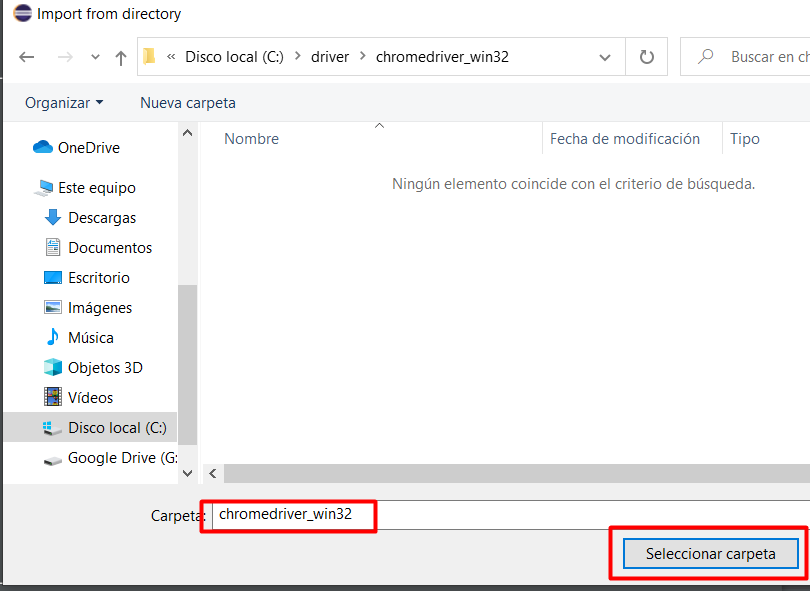 Import from directory
« Disco local (C:) > driver > chromedriver_win32
Buscar en ch
Organizar
Nueva carpeta
Nombre
Fecha de modificación
Tipo
Ningún elemento coincide con el criterio de búsqueda.
OneDrive
Este equipo
Descargas
Documentos
Escritorio
Imágenes
Música
Objetos 3D
Vídeos
Disco local (C:)
Google Drive (G:
Carpeta: chromedriver_win32
Seleccionar carpeta